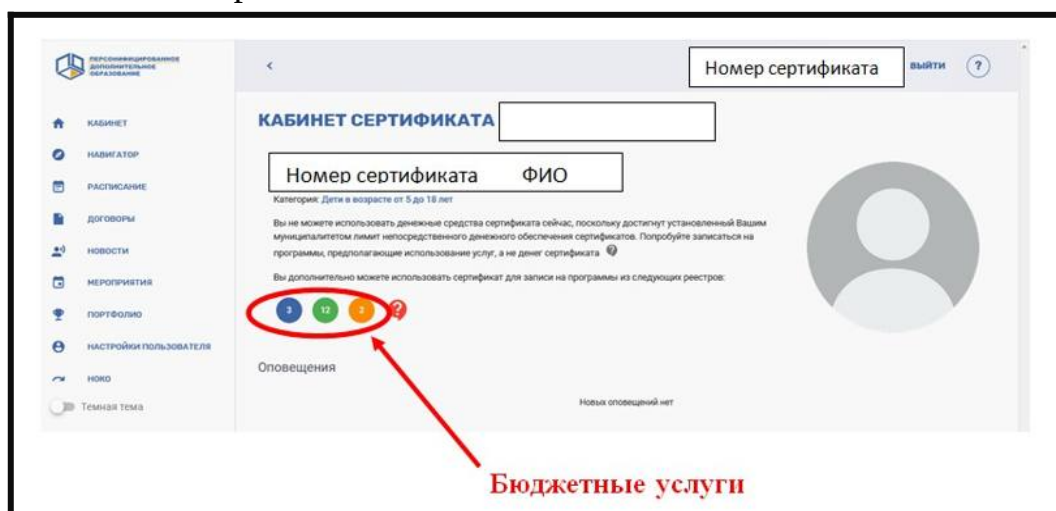 ПЕРСОНИФИЦИРОВАННОЕ
ДОПОЛНИТЕЛЬНОЕ
ОБРАЗОВАНИЕ
<
Номер сертификата
ВЫЙТИ
?
КАБИНЕТ
НАВИГАТОР
РАСПИСАНИЕ
ДОГОВОРЫ
НОВОСТИ
МЕРОПРИЯТИЯ
ПОРТФОЛИО
НАСТРОЙКИ ПОЛЬЗОВАТЕЛЯ
НОКО
Темная тема
КАБИНЕТ СЕРТИФИКАТА
Номер сертификата ФИО
Категория: Дети в возрасте от 5 до 18 лет
Вы не можете использовать денежные средства сертификата сейчас, поскольку достигнут установленный Вашим
муниципалитетом лимит непосредственного денежного обеспечения сертификатов. Попробуйте записаться на
программы, предполагающие использование услуг, а не денег сертификата ?
Вы дополнительно можете использовать сертификат для записи на программы из следующих реестров:
3 12 2 ?
Оповещения
Новых оповещений нет
Бюджетные услуги